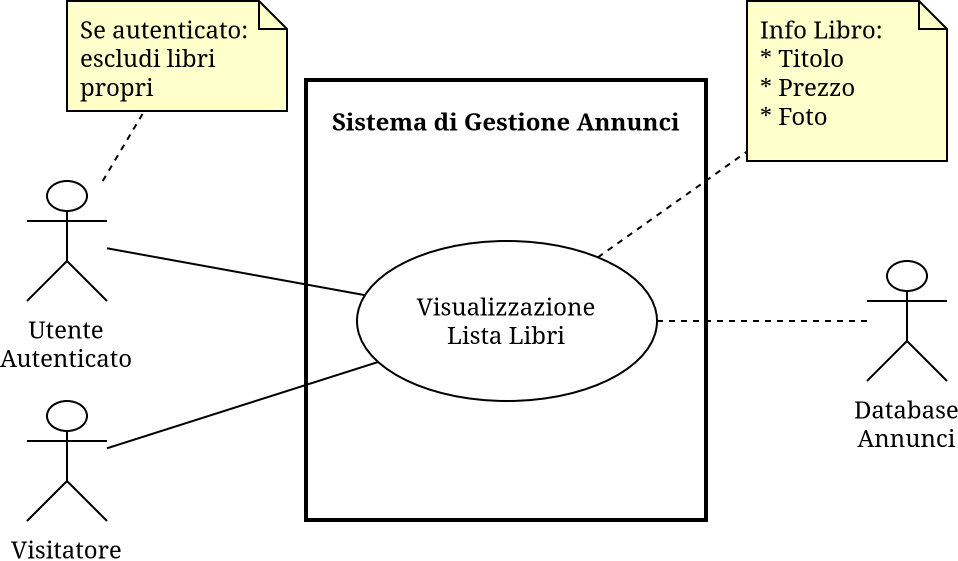 Se autenticato:
escludi libri
propri
Info Libro:
* Titolo
* Prezzo
* Foto
Sistema di Gestione Annunci
Visualizzazione
Lista Libri
Utente
Autenticato
Database
Annunci
Visitatore